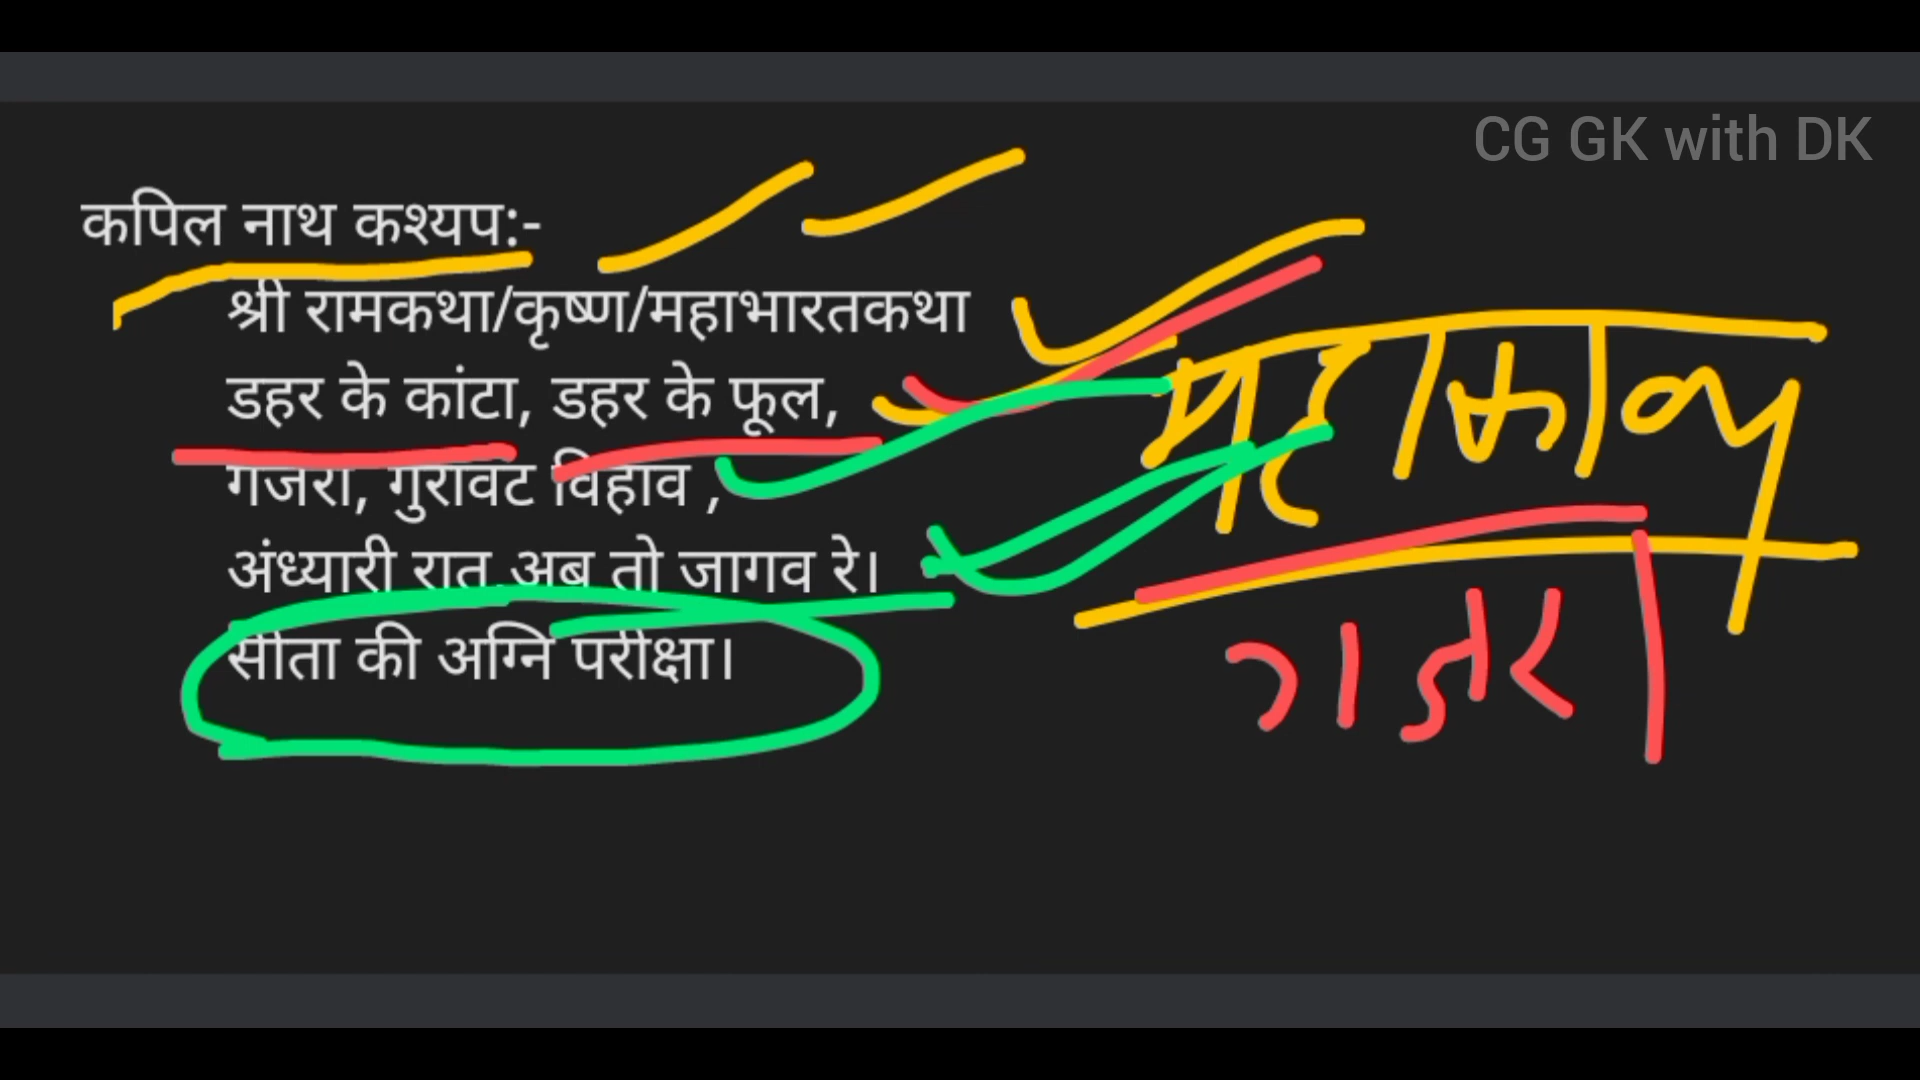 CG GK with DK
कपिल नाथ कश्यप:-
श्री रामकथा/कृष्ण/महाभारतकथा
डहर के कांटा, डहर के फूल,
गजरा, गुरावट विहाव ,
अंध्यारी रात,अब तो जागव रे।
सीता की अग्नि परीक्षा।
महाकाव्य
गजरा